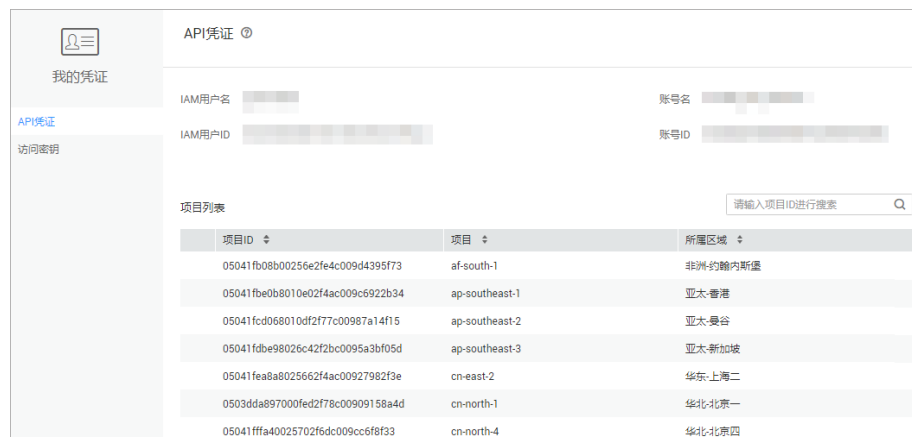 我的凭证
API凭证
访问密钥
API凭证
IAM用户名
账号名
IAM用户ID
账号ID
项目列表
请输入项目ID进行搜索
项目ID 项目 所属区域
05041fb08b00256e2fe4c009d4395f73 af-south-1 非洲-约翰内斯堡
05041fbe0b8010e02f4ac009c6922b34 ap-southeast-1 亚太-香港
05041fcd068010df2f77c00987a14f15 ap-southeast-2 亚太-曼谷
05041fdbe98026c42f2bc0095a3bf05d ap-southeast-3 亚太-新加坡
05041fea8a8025662f4ac00927982f3e cn-east-2 华东-上海二
0503dda897000fed2f78c00909158a4d cn-north-1 华北-北京一
05041fffa40025702f6dc009cc6f8f33 cn-north-4 华北-北京四